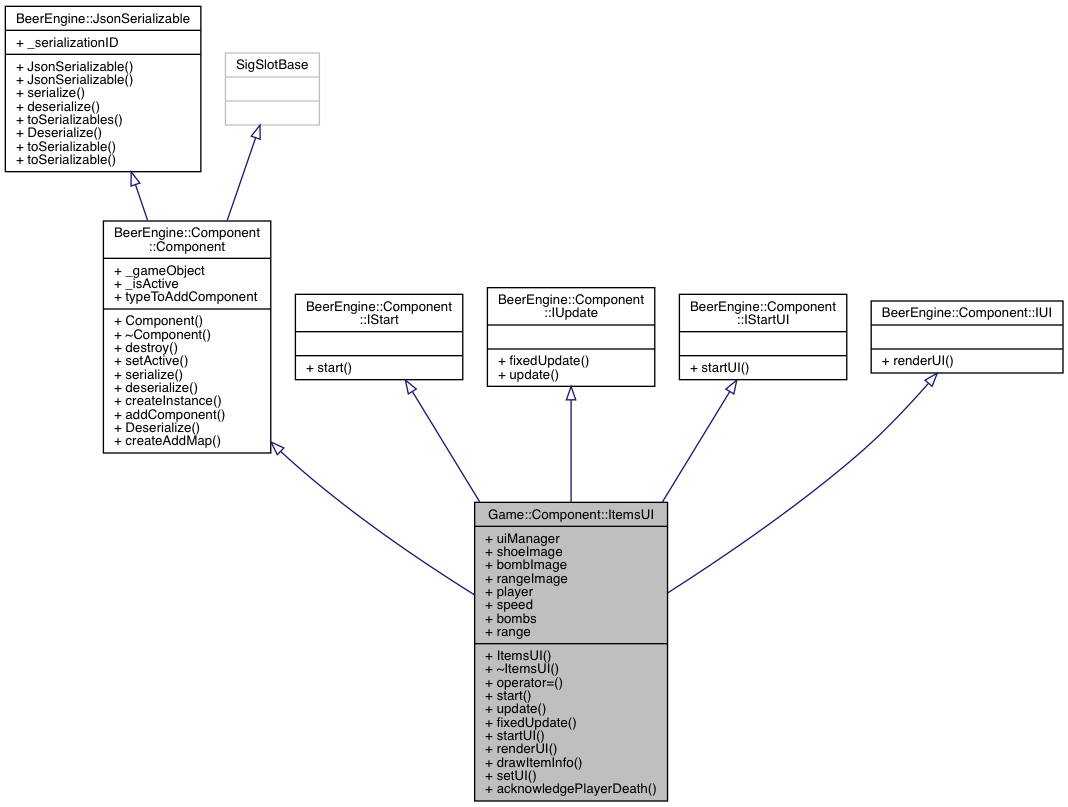 BeerEngine::JsonSerializable
+ _serializationID
+ JsonSerializable()
+ JsonSerializable()
+ serialize()
+ deserialize()
+ toSerializables()
+ Deserialize()
+ toSerializable()
+ toSerializable()
SigSlotBase
BeerEngine::Component
::Component
+ _gameObject
+ _isActive
+ typeToAddComponent
+ Component()
+ ~Component()
+ destroy()
+ setActive()
+ serialize()
+ deserialize()
+ createInstance()
+ addComponent()
+ Deserialize()
+ createAddMap()
BeerEngine::Component
::IStart
+ start()
BeerEngine::Component
::IUpdate
+ fixedUpdate()
+ update()
BeerEngine::Component
::IStartUI
+ startUI()
BeerEngine::Component::IUI
+ renderUI()
Game::Component::ItemsUI
+ uiManager
+ shoeImage
+ bombImage
+ rangeImage
+ player
+ speed
+ bombs
+ range
+ ItemsUI()
+ ~ItemsUI()
+ operator=()
+ start()
+ update()
+ fixedUpdate()
+ startUI()
+ renderUI()
+ drawItemInfo()
+ setUI()
+ acknowledgePlayerDeath()